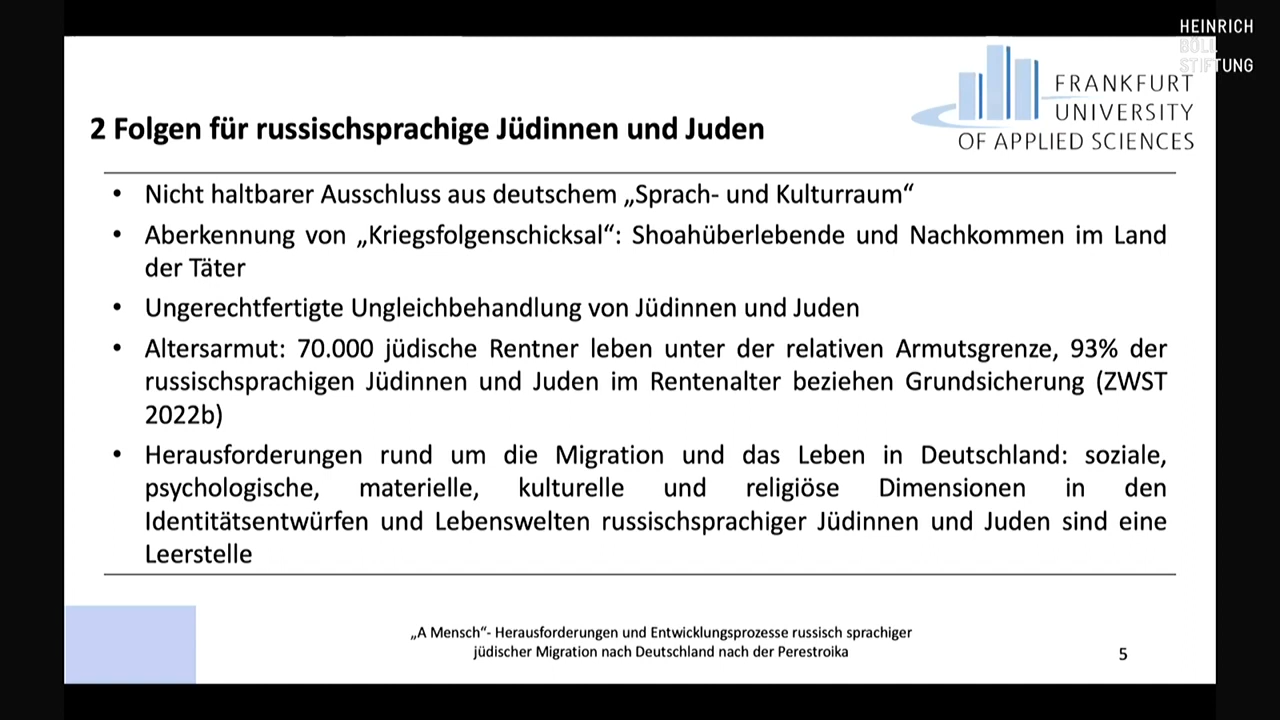 HEINRICH
BÖLL
STIFTUNG
FRANKFURT
UNIVERSITY
OF APPLIED SCIENCES
2 Folgen für russischsprachige Jüdinnen und Juden
• Nicht haltbarer Ausschluss aus deutschem „Sprach- und Kulturraum“
• Aberkennung von „Kriegsfolgenschicksal“: Shoahüberlebende und Nachkommen im Land
der Täter
• Ungerechtfertigte Ungleichbehandlung von Jüdinnen und Juden
• Altersarmut: 70.000 jüdische Rentner leben unter der relativen Armutsgrenze, 93% der
russischsprachigen Jüdinnen und Juden im Rentenalter beziehen Grundsicherung (ZWST
2022b)
• Herausforderungen rund um die Migration und das Leben in Deutschland: soziale,
psychologische, materielle, kulturelle und religiöse Dimensionen in den
Identitätsentwürfen und Lebenswelten russischsprachiger Jüdinnen und Juden sind eine
Leerstelle
„A Mensch“- Herausforderungen und Entwicklungsprozesse russisch sprachiger
jüdischer Migration nach Deutschland nach der Perestroika
5